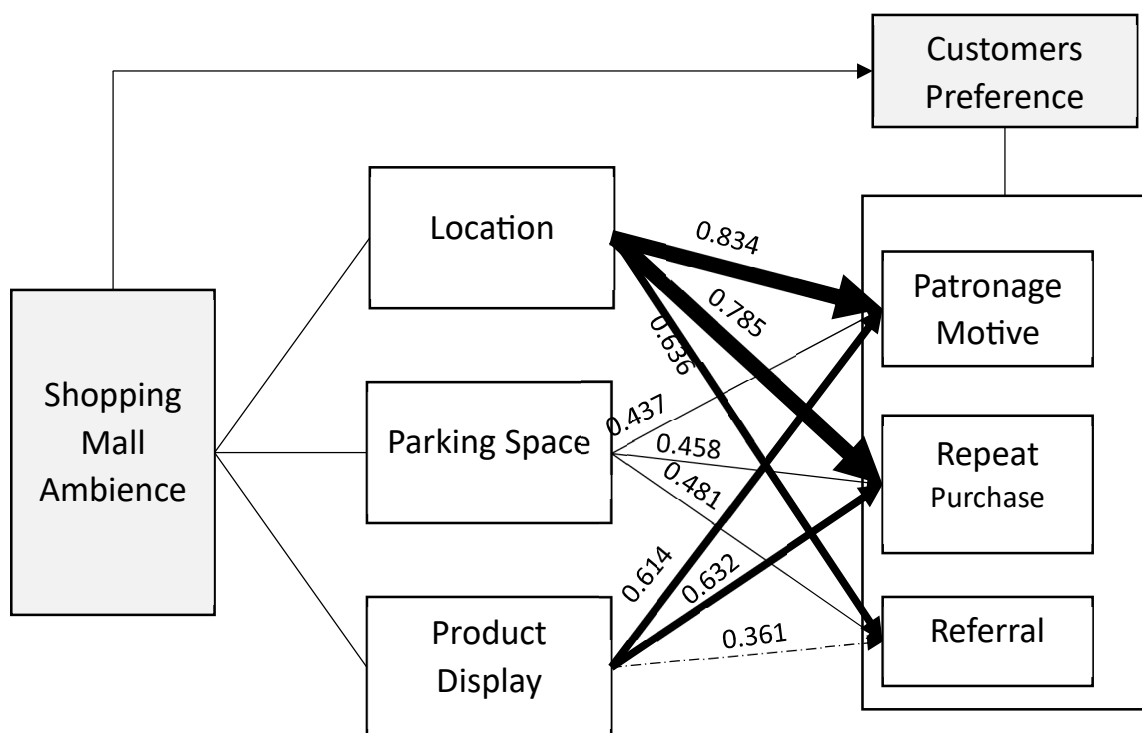 Customers
Preference
Location
0.834
Patronage
Motive
0.785
0.636
Shopping
Mall
Ambience
Parking Space
0.437
0.458
0.481
Repeat
Purchase
0.614
0.632
Product
Display
0.361
Referral